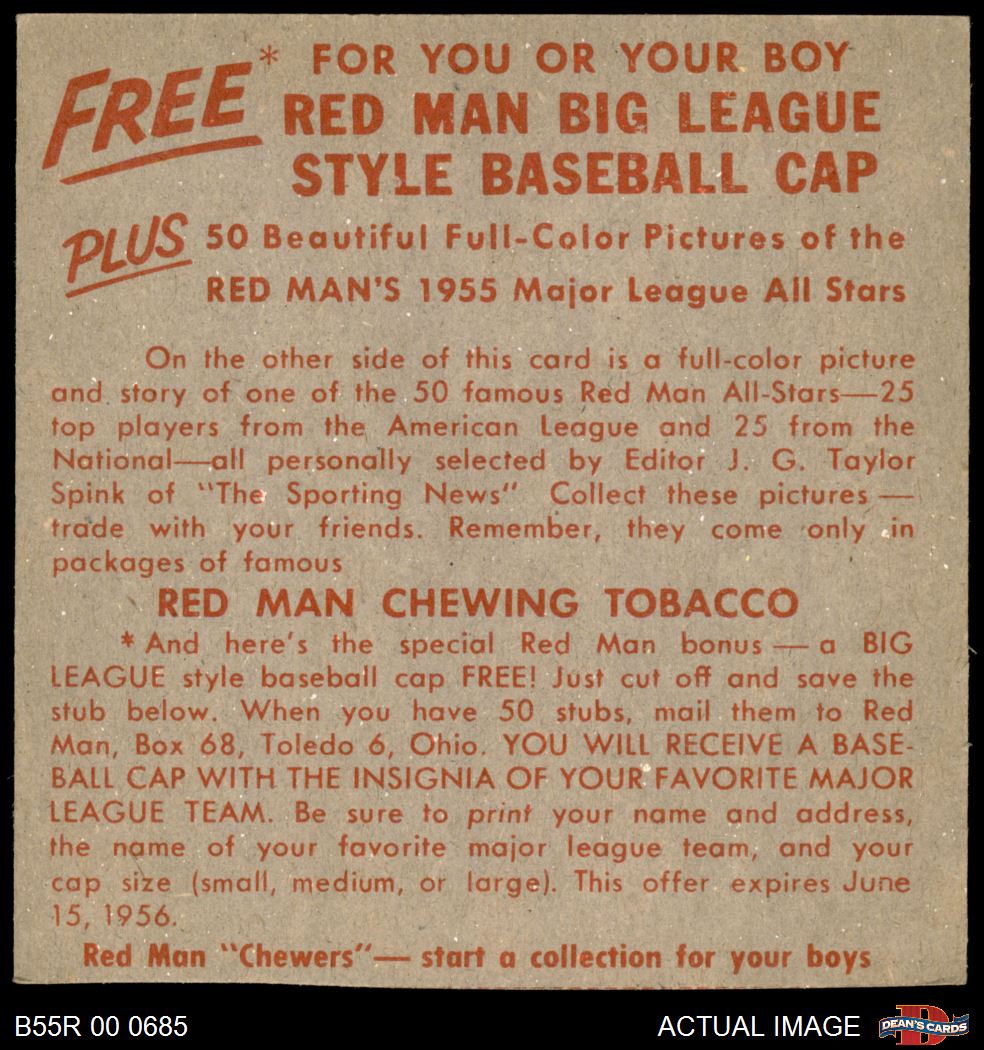 FREE* FOR YOU OR YOUR BOY
RED MAN BIG LEAGUE
STYLE BASEBALL CAP
PLUS 50 Beautiful Full-Color Pictures of the
RED MAN'S 1955 Major League All Stars
On the other side of this card is a full-color picture
and story of one of the 50 famous Red Man All-Stars—25
top players from the American League and 25 from the
National—all personally selected by Editor J. G. Taylor
Spink of "The Sporting News" Collect these pictures —
trade with your friends. Remember, they come only in
packages of famous
RED MAN CHEWING TOBACCO
* And here's the special Red Man bonus — a BIG
LEAGUE style baseball cap FREE! Just cut off and save the
stub below. When you have 50 stubs, mail them to Red
Man, Box 68, Toledo 6, Ohio. YOU WILL RECEIVE A BASE-
BALL CAP WITH THE INSIGNIA OF YOUR FAVORITE MAJOR
LEAGUE TEAM. Be sure to print your name and address,
the name of your favorite major league team, and your
cap size (small, medium, or large). This offer expires June
15, 1956.
Red Man "Chewers"— start a collection for your boys
B55R 00 0685
ACTUAL IMAGE
DEAN'S CARDS